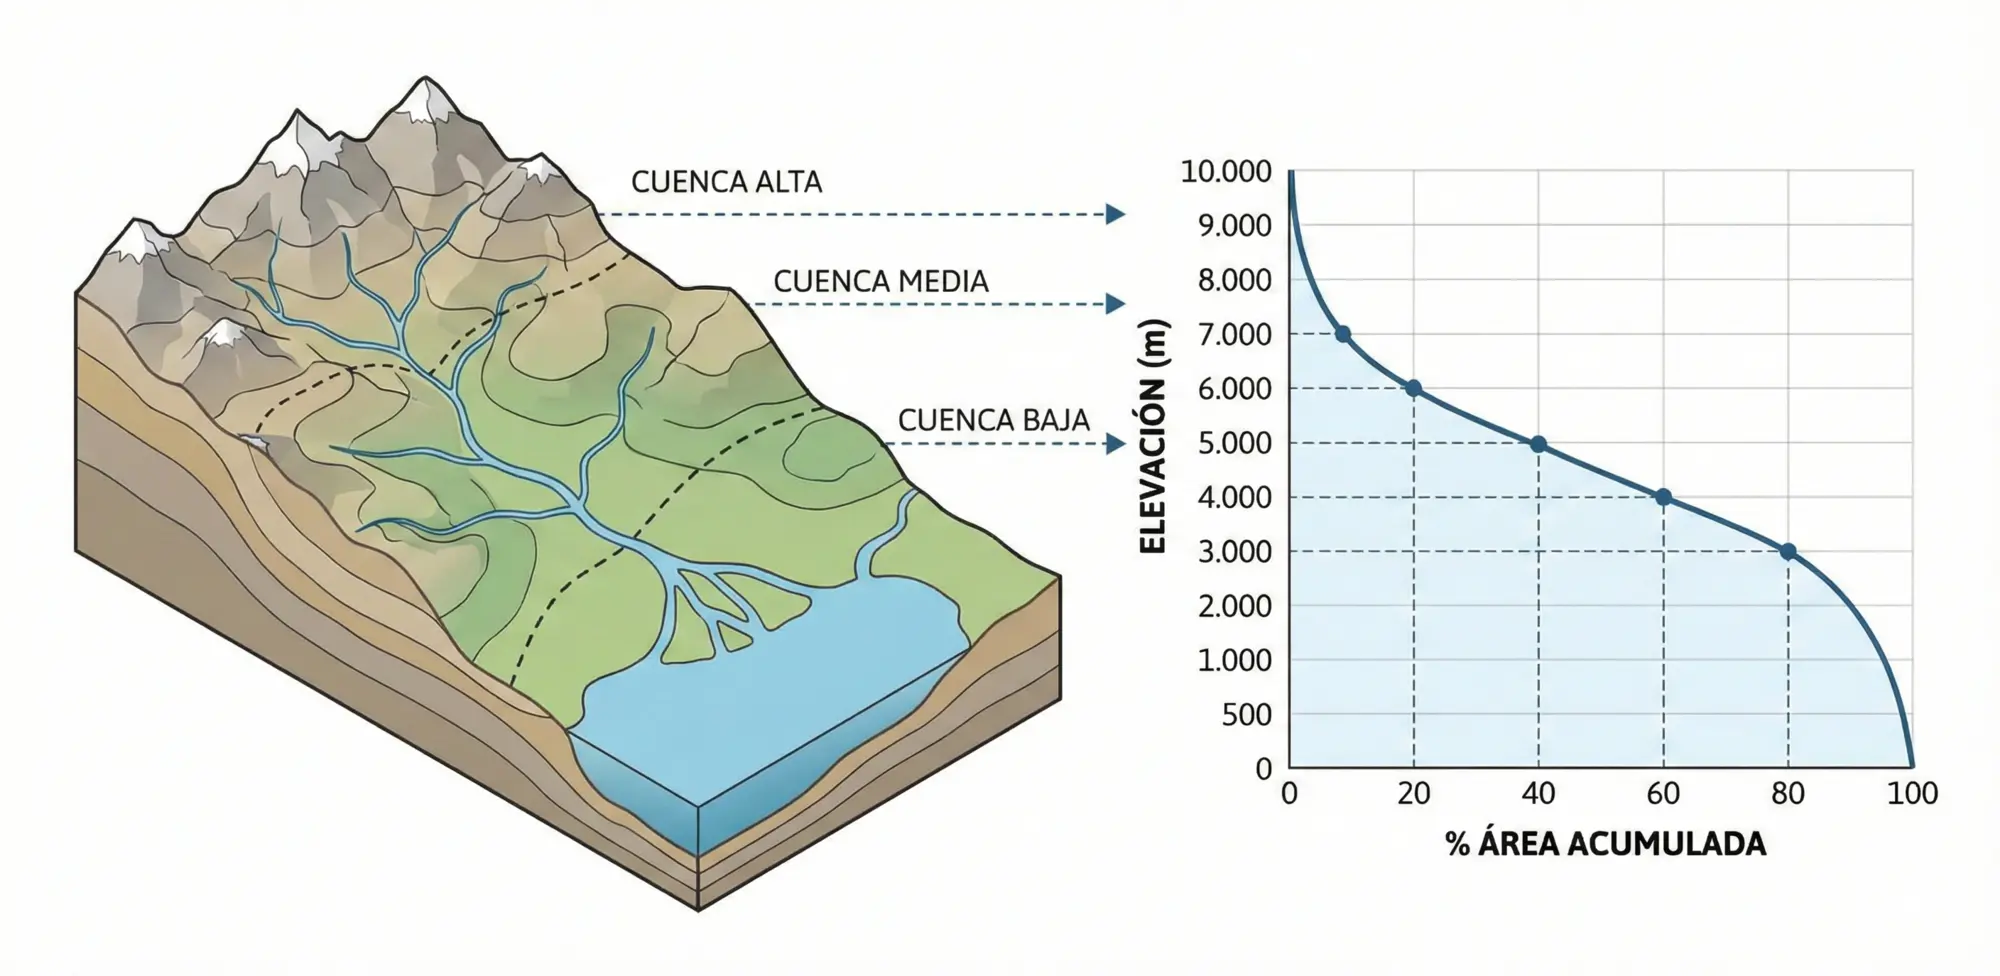 CUENCA ALTA
CUENCA MEDIA
CUENCA BAJA
ELEVACIÓN (m)
10.000
9.000
8.000
7.000
6.000
5.000
4.000
3.000
2.000
1.000
500
0
0 20 40 60 80 100
% ÁREA ACUMULADA